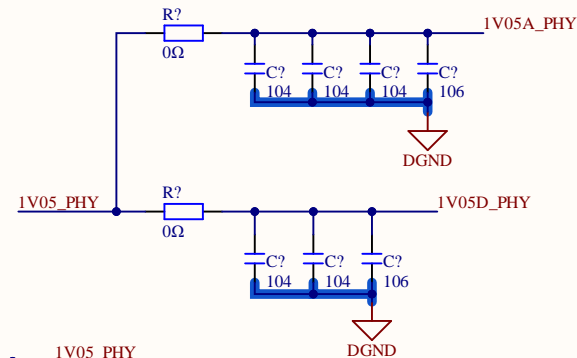 R?
1V05A_PHY
0Ω
C? C? C? C?
104 104 104 106
DGND
R?
1V05_PHY
1V05D_PHY
0Ω
C? C? C?
104 104 106
DGND
1V05_PHY